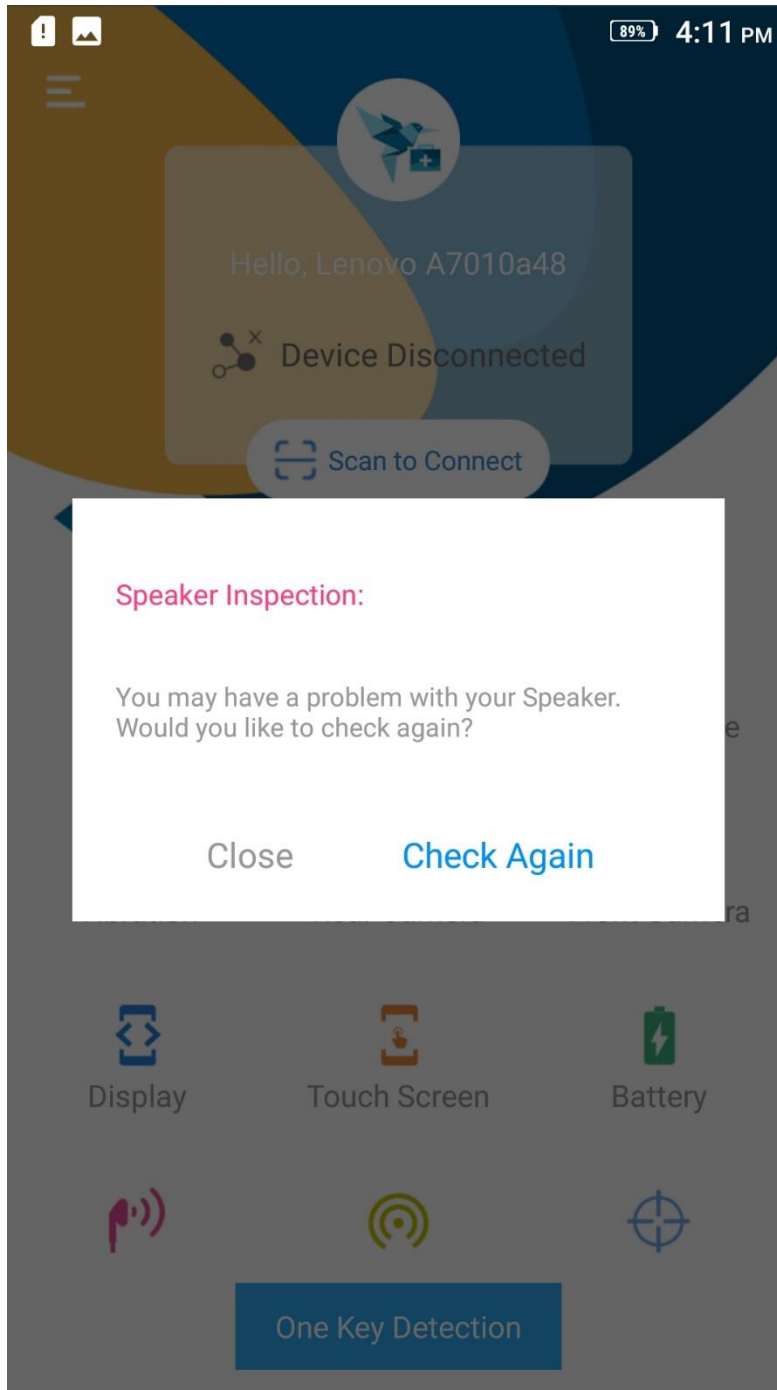 89% 4:11 PM
Hello, Lenovo A7010a48
Device Disconnected
Scan to Connect
Speaker Inspection:
You may have a problem with your Speaker.
Would you like to check again?
Close Check Again
Display Touch Screen Battery
One Key Detection